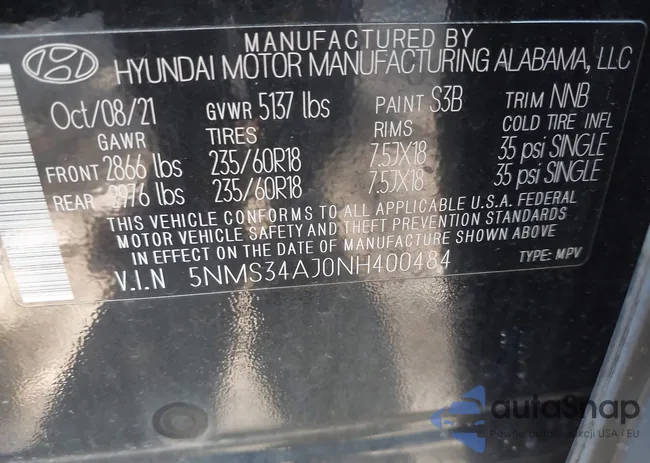 MANUFACTURED BY
HYUNDAI MOTOR MANUFACTURING ALABAMA, LLC
Oct/08/21 GVWR 5137 lbs PAINT S3B TRIM NNB
GAWR TIRES RIMS COLD TIRE INFL
FRONT 2866 lbs 235/60R18 7.5JX18 35 psi SINGLE
REAR 2976 lbs 235/60R18 7.5JX18 35 psi SINGLE
THIS VEHICLE CONFORMS TO ALL APPLICABLE U.S.A. FEDERAL
MOTOR VEHICLE SAFETY AND THEFT PREVENTION STANDARDS
IN EFFECT ON THE DATE OF MANUFACTURE SHOWN ABOVE
V.I.N 5NMS34AJ0NH400484 TYPE: MPV
autoSnap
USA / EU